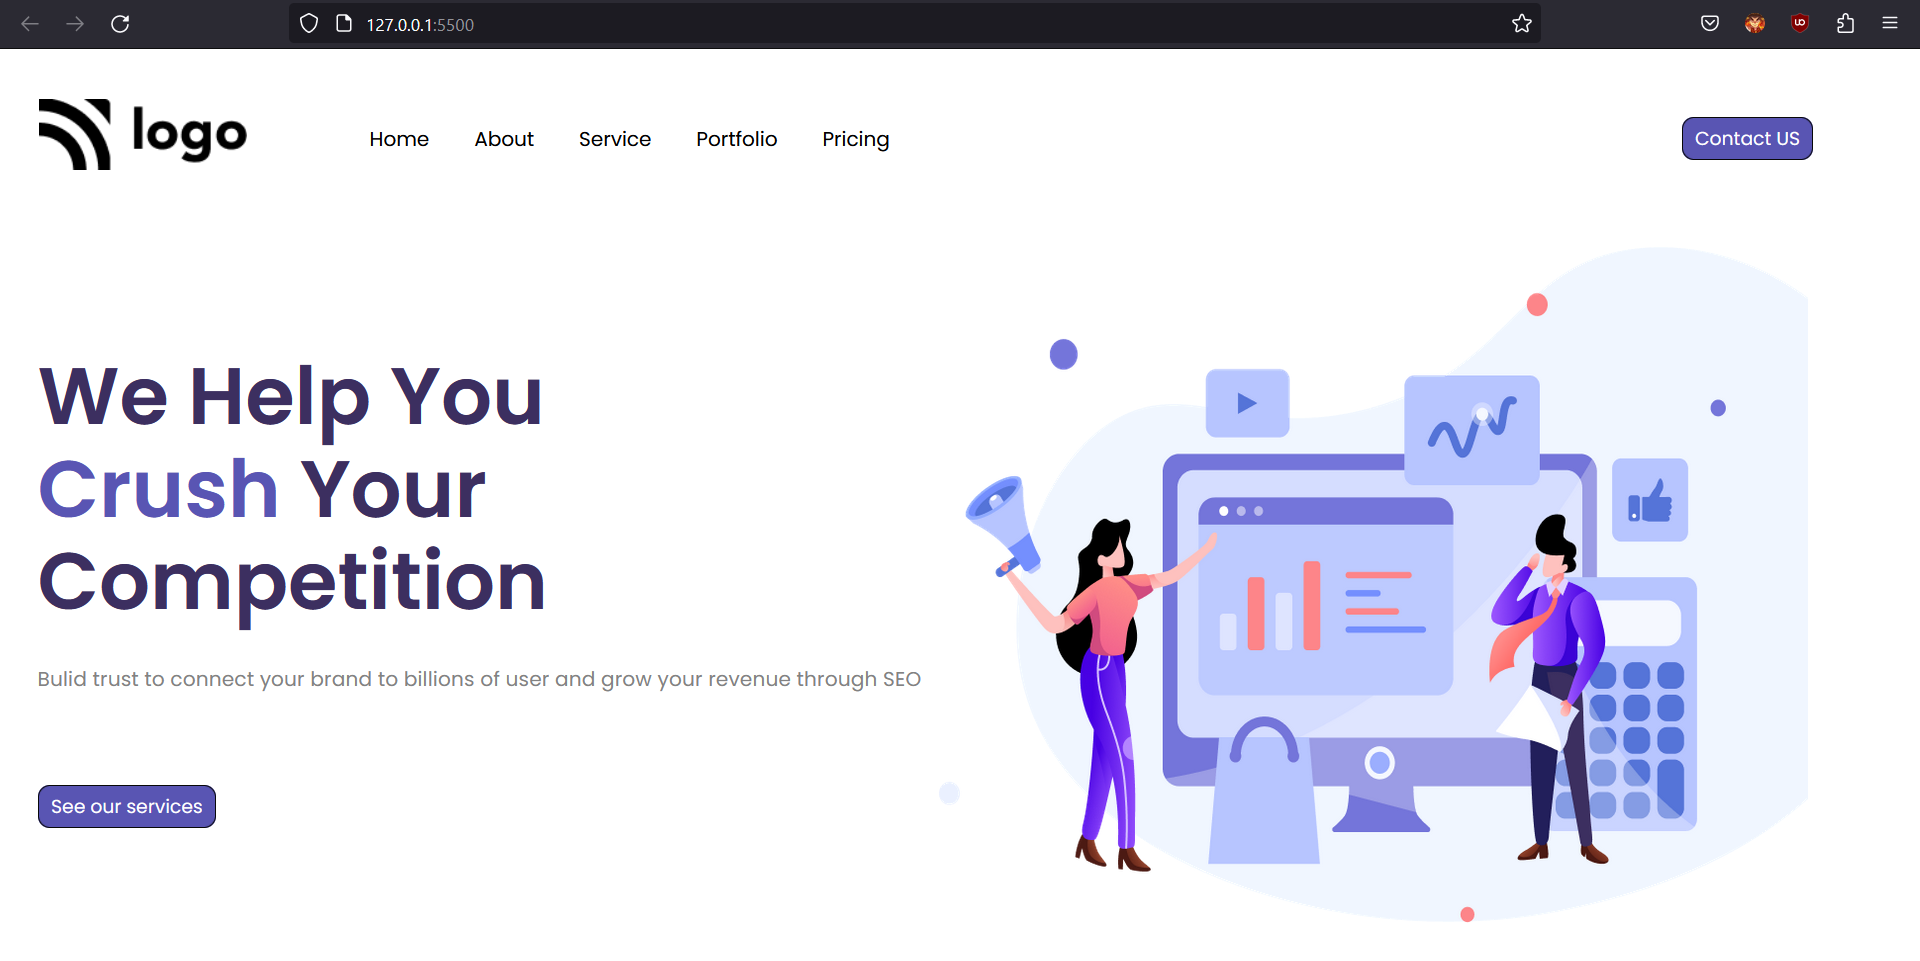 127.0.0.1:5500
logo
Home About Service Portfolio Pricing Contact US
We Help You
Crush Your
Competition
Bulid trust to connect your brand to billions of user and grow your revenue through SEO
See our services